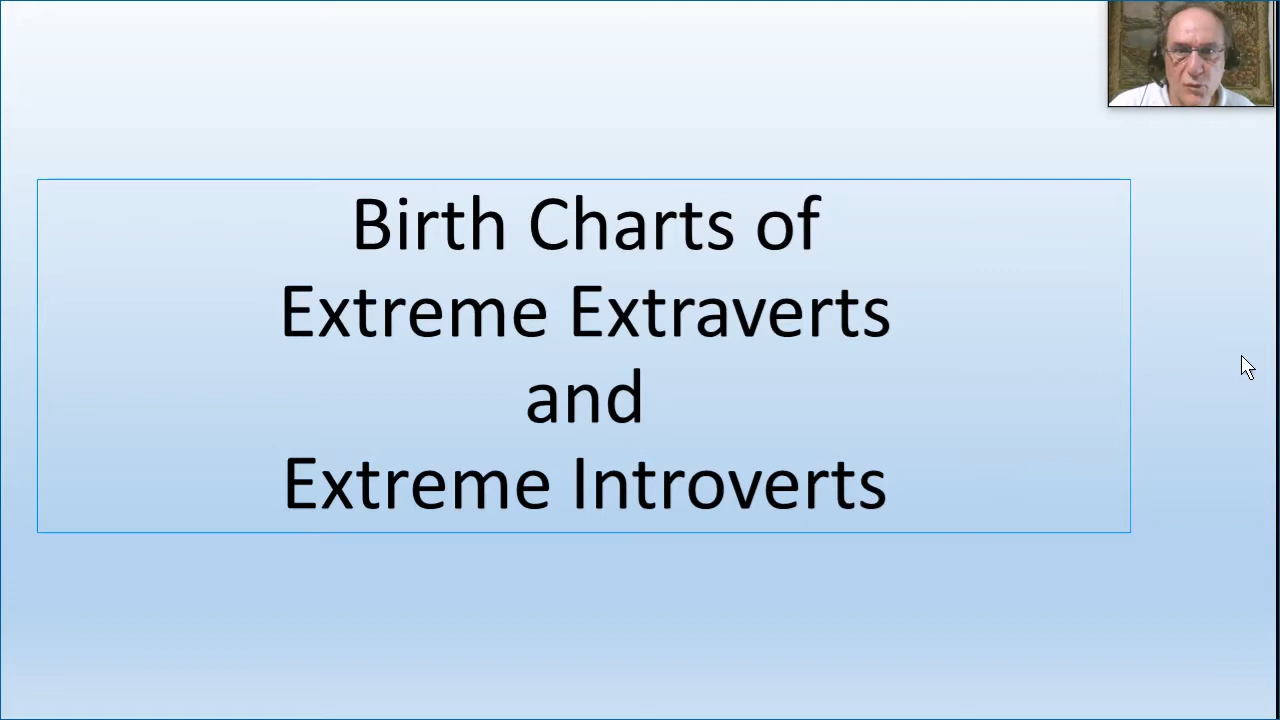 Birth Charts of
Extreme Extraverts
and
Extreme Introverts